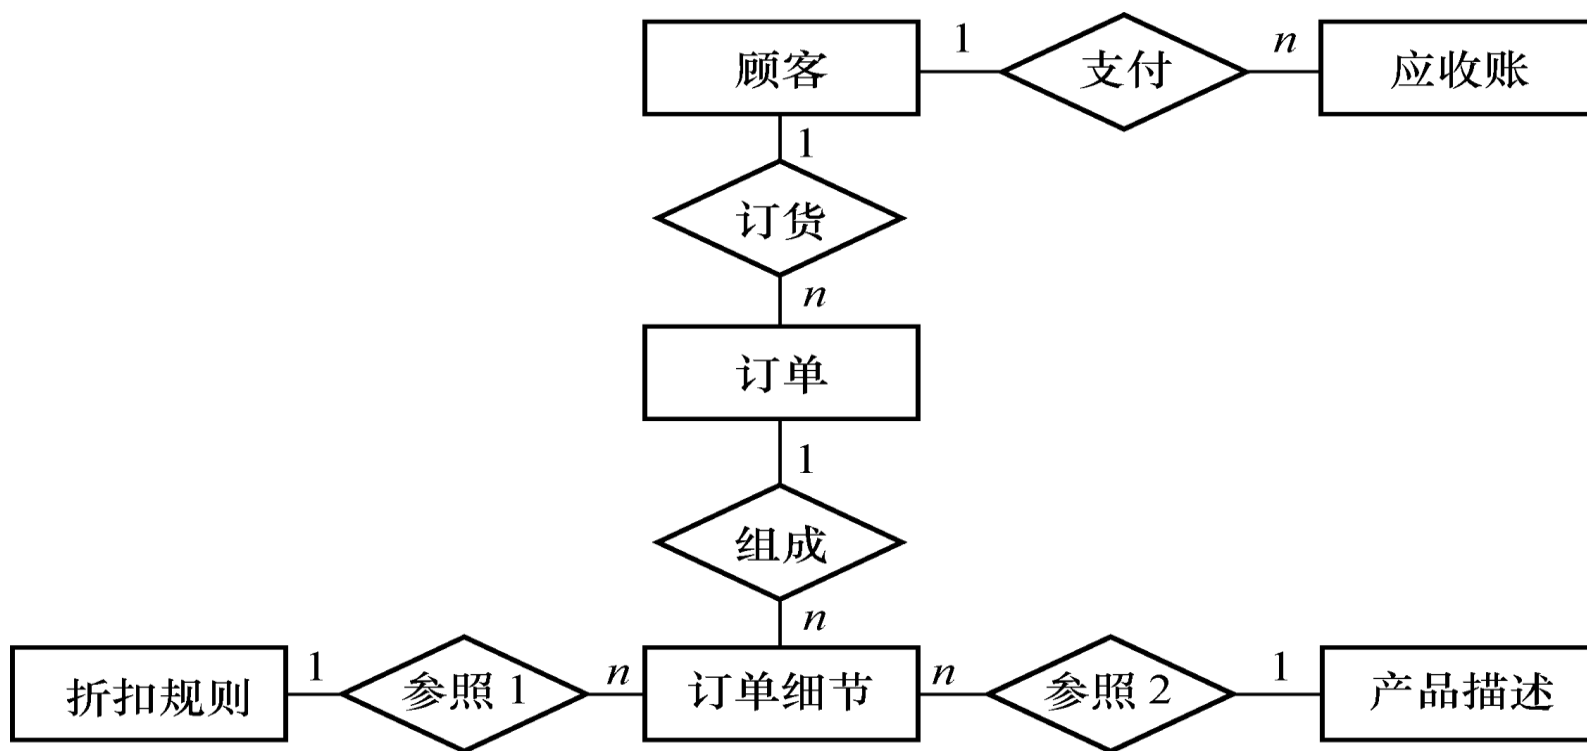 顾客 1 支付 n 应收账
1
订货
n
订单
1
组成
n
折扣规则 1 参照 1 n 订单细节 n 参照 2 1 产品描述